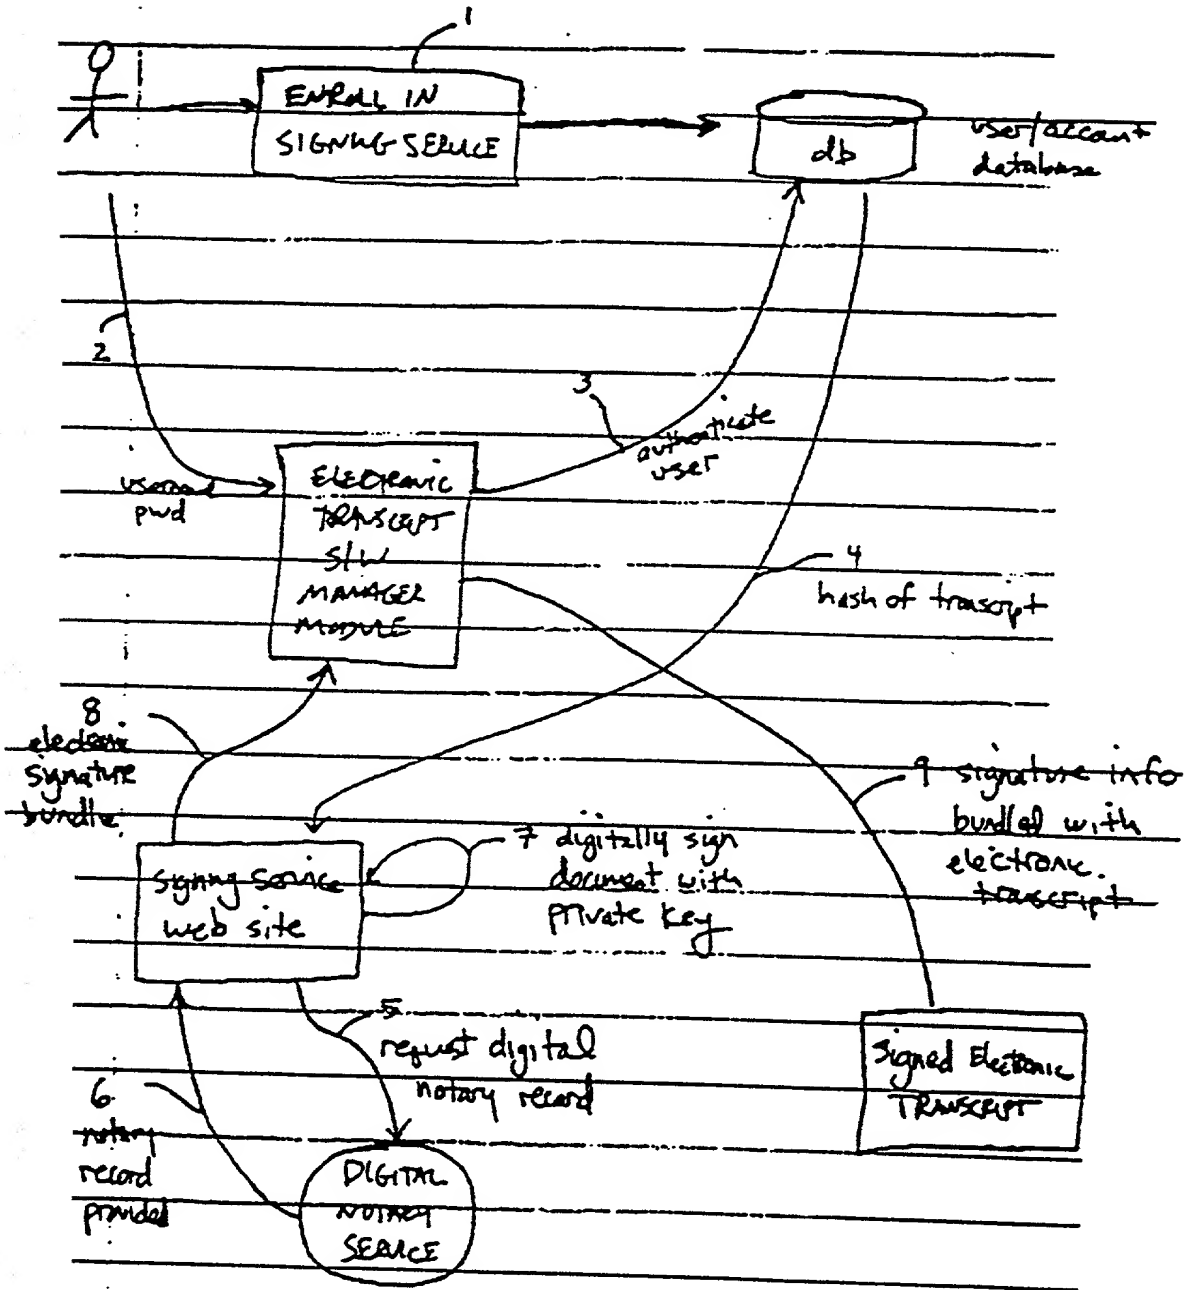 1
ENROLL IN
SIGNING SERVICE
db
user/account
database
2
username
pwd
3
authenticate
user
ELECTRONIC
TRANSCRIPT
S/W
MANAGER
MODULE
4
hash of transcript
8
electronic
signature
bundle
9 signature info
bundled with
electronic
transcript
7 digitally sign
document with
private key
signing service
web site
5
request digital
notary record
6
notary
record
provided
Signed Electronic
TRANSCRIPT
DIGITAL
NOTARY
SERVICE